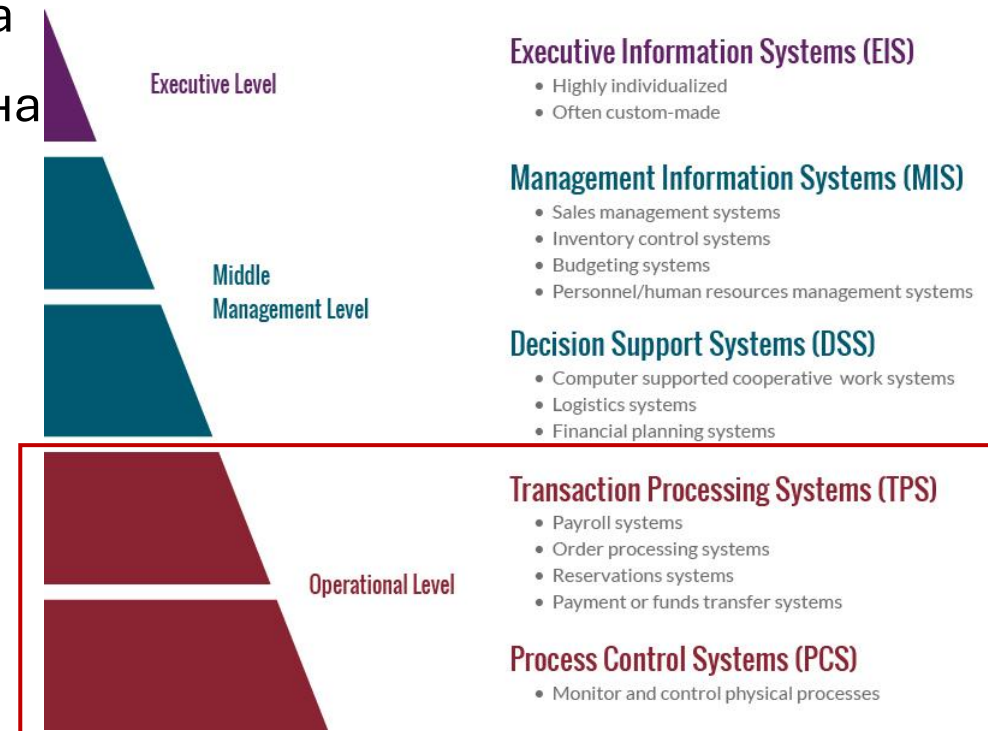 а
на
Executive Level
Executive Information Systems (EIS)
• Highly individualized
• Often custom-made
Management Information Systems (MIS)
• Sales management systems
• Inventory control systems
• Budgeting systems
• Personnel/human resources management systems
Middle
Management Level
Decision Support Systems (DSS)
• Computer supported cooperative work systems
• Logistics systems
• Financial planning systems
Transaction Processing Systems (TPS)
• Payroll systems
• Order processing systems
• Reservations systems
• Payment or funds transfer systems
Operational Level
Process Control Systems (PCS)
• Monitor and control physical processes